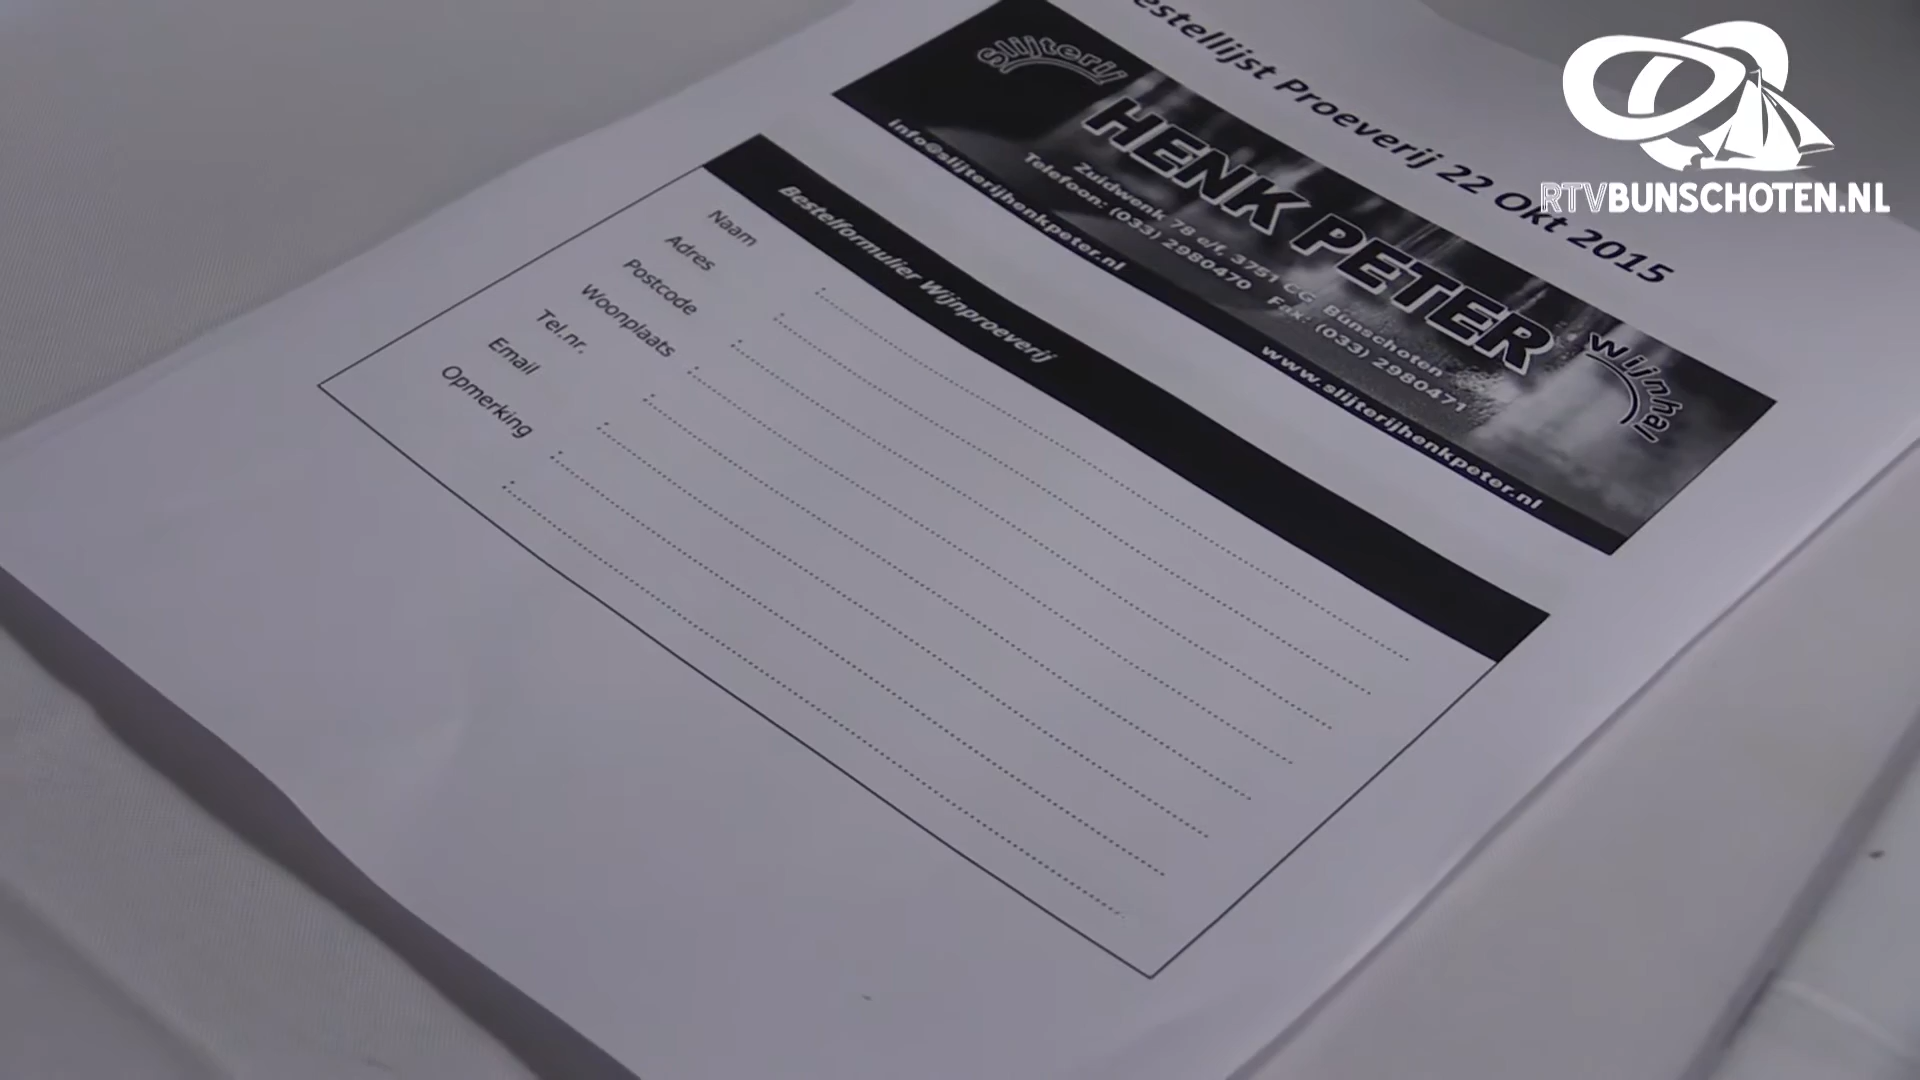 estellijst Proeverij 22 Okt 2015
Slijterij
HENK PETER
Zuidwenk 78 e/f, 3751 CG Bunschoten
Telefoon: (033) 2980470 Fax: (033) 2980471
info@slijterijhenkpeter.nl www.slijterijhenkpeter.nl
Wijnhal
Bestelformulier Wijnproeverij
Naam :
Adres :
Postcode :
Woonplaats :
Tel.nr. :
Email :
Opmerking :
:
RTVBUNSCHOTEN.NL